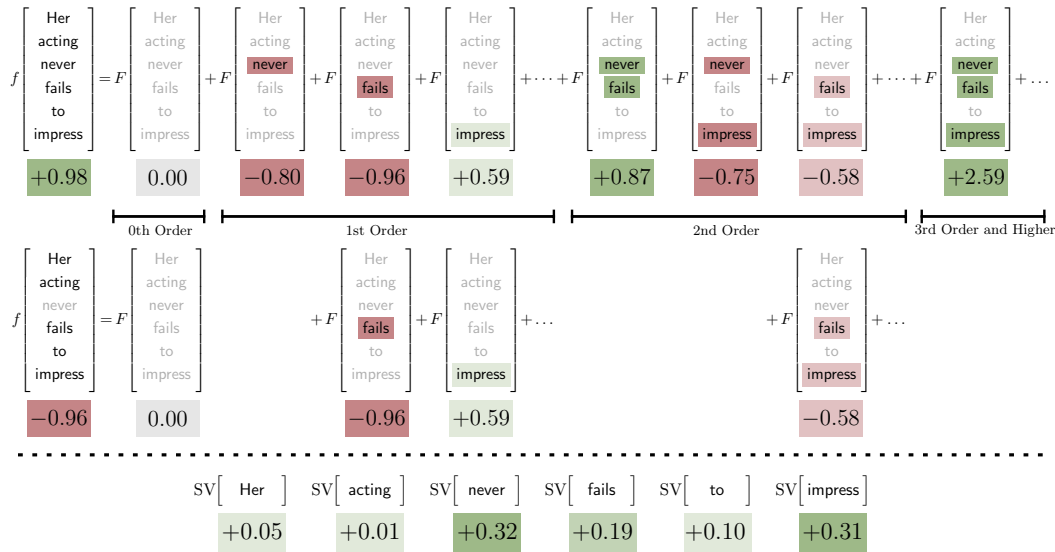 Her Her Her Her Her Her Her Her Her
acting acting acting acting acting acting acting acting acting
never never never never never never never never never
f = F + F + F + F + ··· + F + F + F + ··· + F + ...
fails fails fails fails fails fails fails fails fails
to to to to to to to to to
impress impress impress impress impress impress impress impress impress
+0.98 0.00 −0.80 −0.96 +0.59 +0.87 −0.75 −0.58 +2.59
0th Order 1st Order 2nd Order 3rd Order and Higher
Her Her Her Her Her
acting acting acting acting acting
never never never never never
f = F + F + F + ... + F + ...
fails fails fails fails fails
to to to to to
impress impress impress impress impress
−0.96 0.00 −0.96 +0.59 −0.58
SV[ Her ] SV[ acting ] SV[ never ] SV[ fails ] SV[ to ] SV[ impress ]
+0.05 +0.01 +0.32 +0.19 +0.10 +0.31